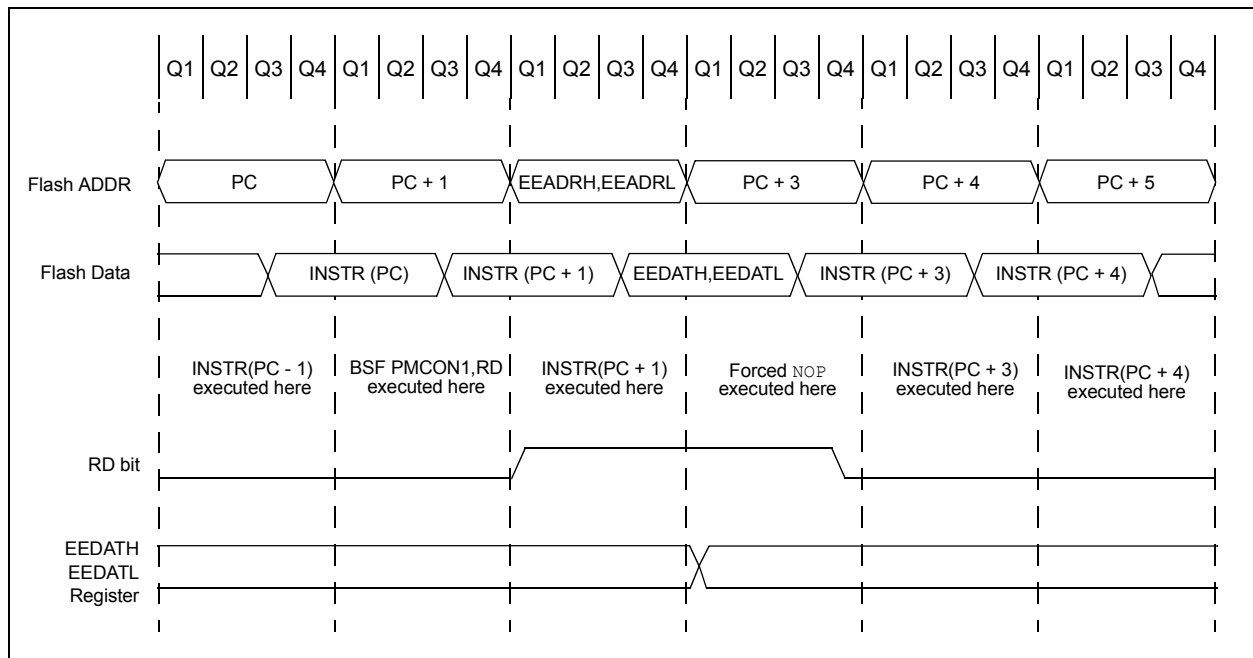 Q1 Q2 Q3 Q4 Q1 Q2 Q3 Q4 Q1 Q2 Q3 Q4 Q1 Q2 Q3 Q4 Q1 Q2 Q3 Q4 Q1 Q2 Q3 Q4
Flash ADDR PC PC + 1 EEADRH,EEADRL PC + 3 PC + 4 PC + 5
Flash Data INSTR (PC) INSTR (PC + 1) EEDATH,EEDATL INSTR (PC + 3) INSTR (PC + 4)
INSTR(PC - 1) BSF PMCON1,RD INSTR(PC + 1) Forced NOP INSTR(PC + 3) INSTR(PC + 4)
executed here executed here executed here executed here executed here executed here
RD bit
EEDATH
EEDATL
Register